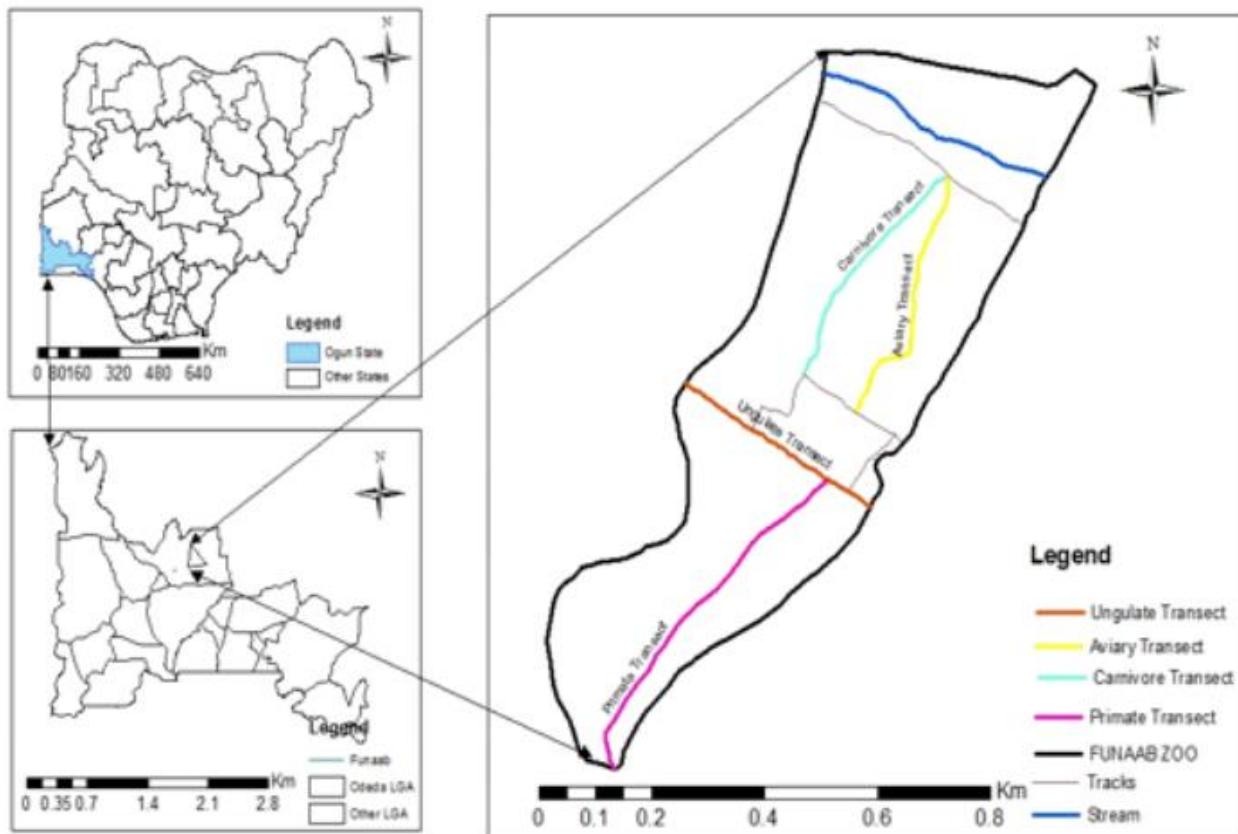 N
Legend
Ogun State
Other States
Km
0 80160 320 480 640
N
Legend
Funaab
Odeda LGA
Other LGA
Km
0 0.35 0.7 1.4 2.1 2.8
N
Carnivore Transect
Aviary Transect
Ungulate Transect
Primate Transect
Legend
Ungulate Transect
Aviary Transect
Carnivore Transect
Primate Transect
FUNAAB ZOO
Tracks
Stream
Km
0 0.1 0.2 0.4 0.6 0.8